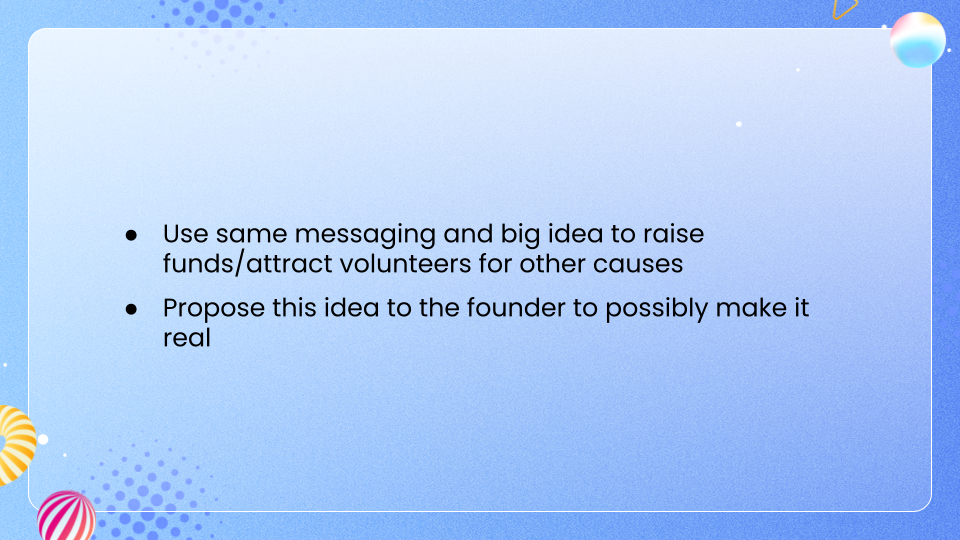 ● Use same messaging and big idea to raise
funds/attract volunteers for other causes
● Propose this idea to the founder to possibly make it
real